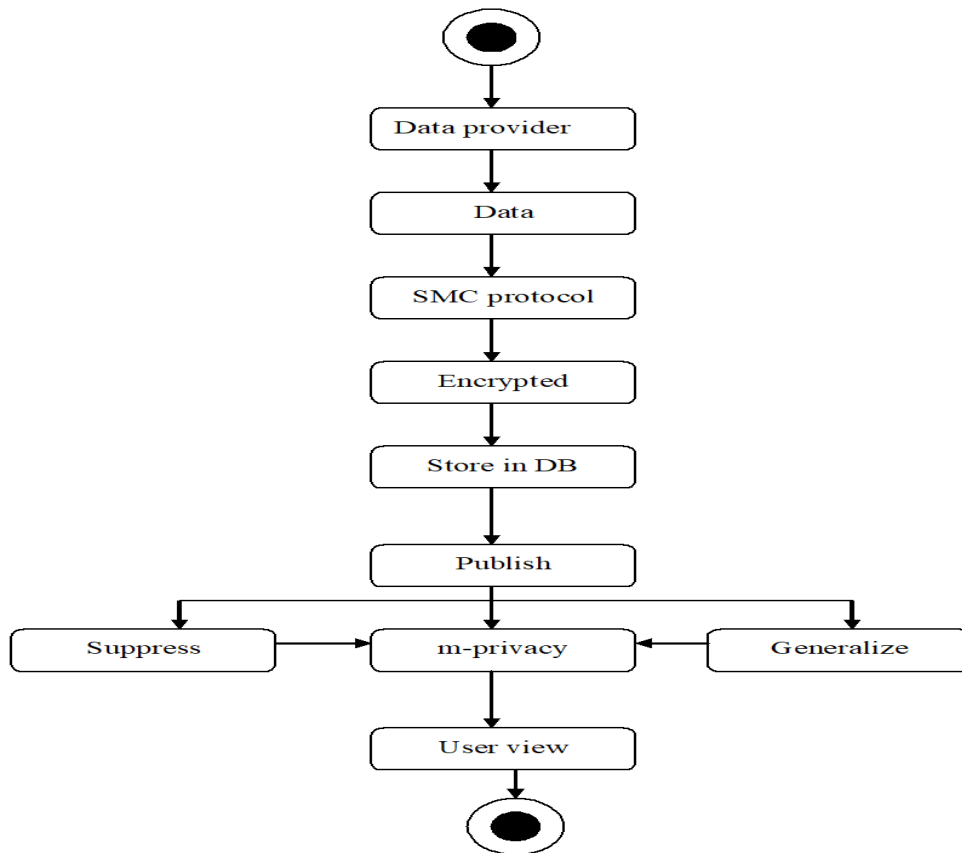 Data provider
Data
SMC protocol
Encrypted
Store in DB
Publish
Suppress
m-privacy
Generalize
User view